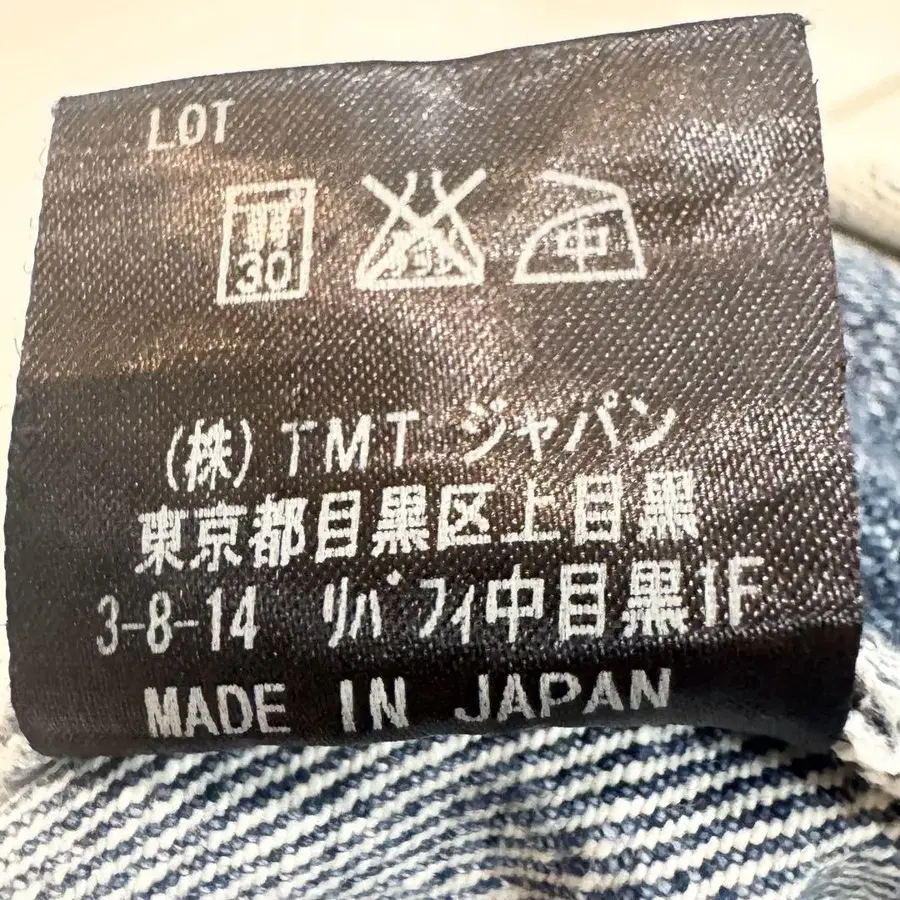 LOT
30
中
(株) TMT ジャパン
東京都目黒区上目黒
3-8-14 ﾘﾊﾞﾌｨ中目黒1F
MADE IN JAPAN